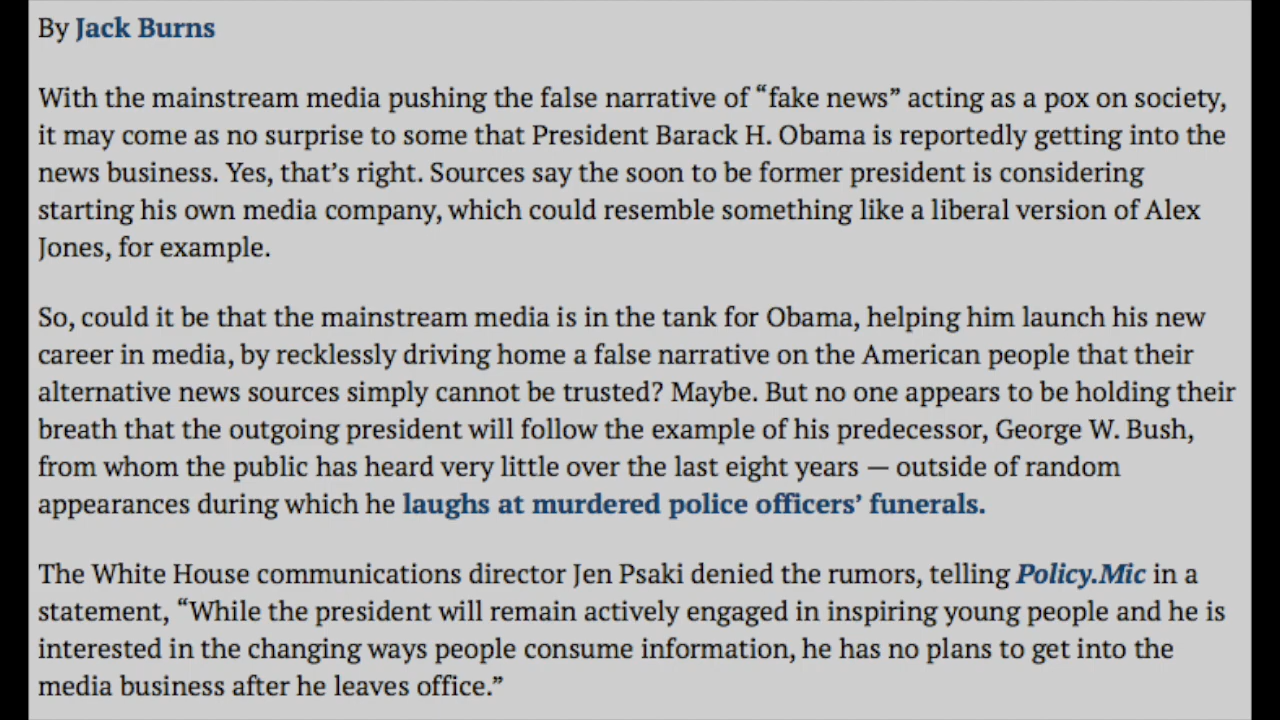 By Jack Burns
With the mainstream media pushing the false narrative of “fake news” acting as a pox on society,
it may come as no surprise to some that President Barack H. Obama is reportedly getting into the
news business. Yes, that’s right. Sources say the soon to be former president is considering
starting his own media company, which could resemble something like a liberal version of Alex
Jones, for example.
So, could it be that the mainstream media is in the tank for Obama, helping him launch his new
career in media, by recklessly driving home a false narrative on the American people that their
alternative news sources simply cannot be trusted? Maybe. But no one appears to be holding their
breath that the outgoing president will follow the example of his predecessor, George W. Bush,
from whom the public has heard very little over the last eight years — outside of random
appearances during which he laughs at murdered police officers’ funerals.
The White House communications director Jen Psaki denied the rumors, telling Policy.Mic in a
statement, “While the president will remain actively engaged in inspiring young people and he is
interested in the changing ways people consume information, he has no plans to get into the
media business after he leaves office.”